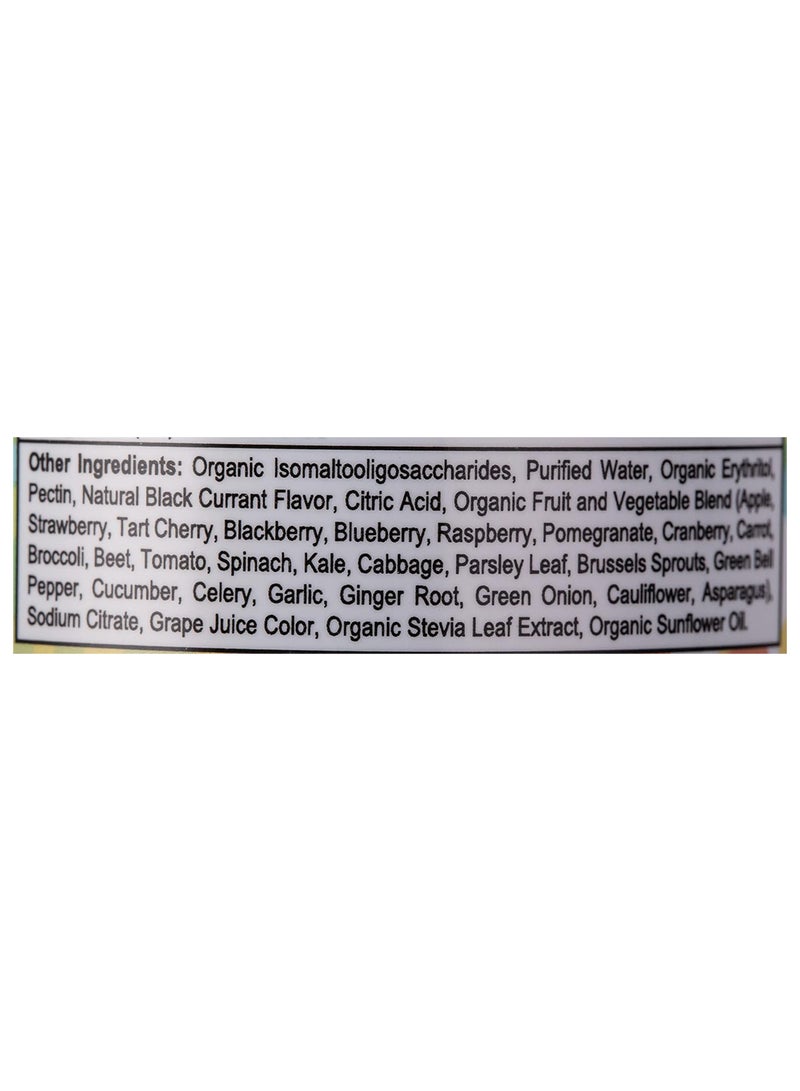 Other Ingredients: Organic Isomaltooligosaccharides, Purified Water, Organic Erythritol,
Pectin, Natural Black Currant Flavor, Citric Acid, Organic Fruit and Vegetable Blend (Apple,
Strawberry, Tart Cherry, Blackberry, Blueberry, Raspberry, Pomegranate, Cranberry, Carrot,
Broccoli, Beet, Tomato, Spinach, Kale, Cabbage, Parsley Leaf, Brussels Sprouts, Green Bell
Pepper, Cucumber, Celery, Garlic, Ginger Root, Green Onion, Cauliflower, Asparagus),
Sodium Citrate, Grape Juice Color, Organic Stevia Leaf Extract, Organic Sunflower Oil.